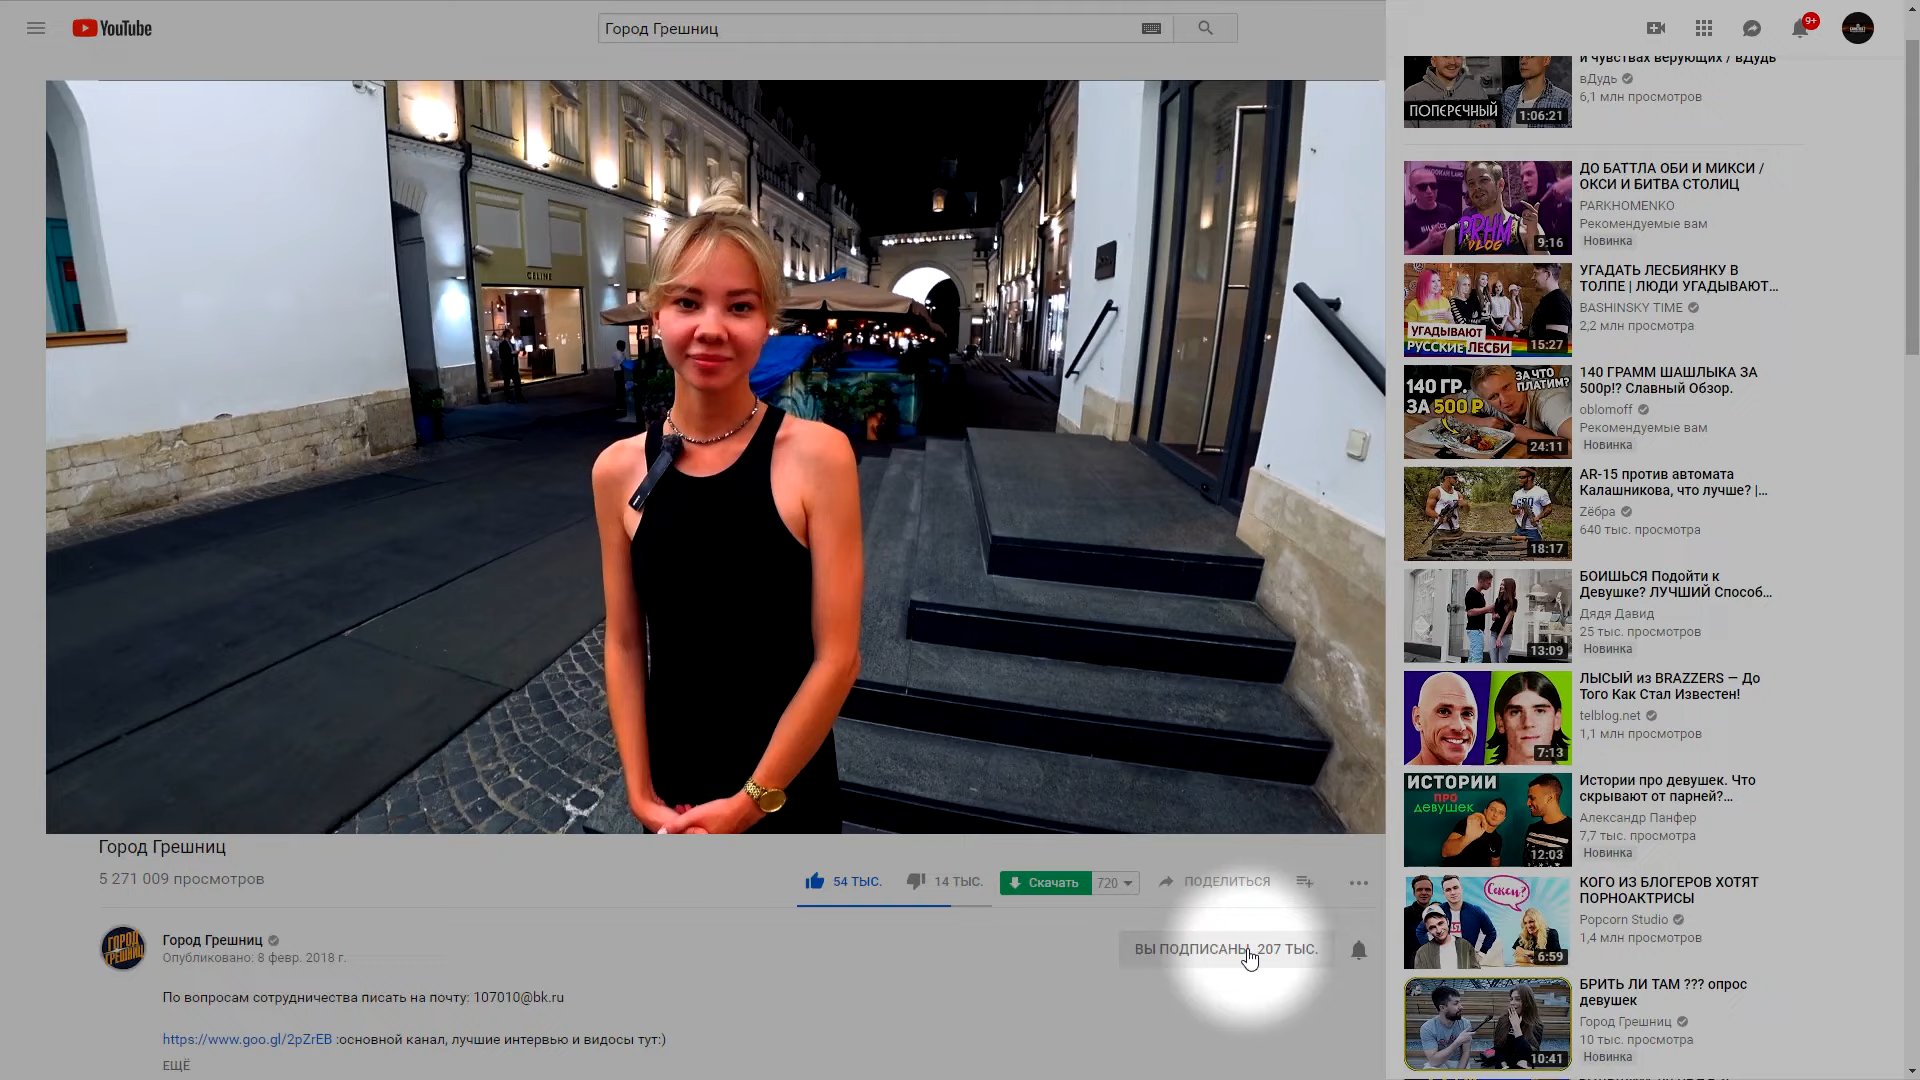 YouTube
Город Грешниц
9+
CELINE
Город Грешниц
5 271 009 просмотров
54 ТЫС.
14 ТЫС.
Скачать
720
ПОДЕЛИТЬСЯ
Город Грешниц
Опубликовано: 8 февр. 2018 г.
ВЫ ПОДПИСАНЫ 207 ТЫС.
По вопросам сотрудничества писать на почту: 107010@bk.ru
https://www.goo.gl/2pZrEB :основной канал, лучшие интервью и видосы тут:)
ЕЩЁ
ПОПЕРЕЧНЫЙ
1:06:21
и чувствах верующих / вДудь
вДудь
6,1 млн просмотров
PRHM
VLOG
9:16
ДО БАТТЛА ОБИ И МИКСИ /
ОКСИ И БИТВА СТОЛИЦ
PARKHOMENKO
Рекомендуемые вам
Новинка
УГАДЫВАЮТ
РУССКИЕ ЛЕСБИ
15:27
УГАДАТЬ ЛЕСБИЯНКУ В
ТОЛПЕ | ЛЮДИ УГАДЫВАЮТ...
BASHINSKY TIME
2,2 млн просмотра
140 ГР.
ЗА 500 ₽
ЗА ЧТО
ПЛАТИМ?
24:11
140 ГРАММ ШАШЛЫКА ЗА
500р!? Славный Обзор.
oblomoff
Рекомендуемые вам
Новинка
18:17
AR-15 против автомата
Калашникова, что лучше? |...
Zёбра
640 тыс. просмотра
13:09
БОИШЬСЯ Подойти к
Девушке? ЛУЧШИЙ Способ...
Дядя Давид
25 тыс. просмотров
Новинка
7:13
ЛЫСЫЙ из BRAZZERS — До
Того Как Стал Известен!
telblog.net
1,1 млн просмотров
ИСТОРИИ
ПРО
девушек
12:03
Истории про девушек. Что
скрывают от парней?...
Александр Панфер
7,7 тыс. просмотра
Новинка
Сокси?
6:59
КОГО ИЗ БЛОГЕРОВ ХОТЯТ
ПОРНОАКТРИСЫ
Popcorn Studio
1,4 млн просмотров
10:41
БРИТЬ ЛИ ТАМ ??? опрос
девушек
Город Грешниц
10 тыс. просмотра
Новинка